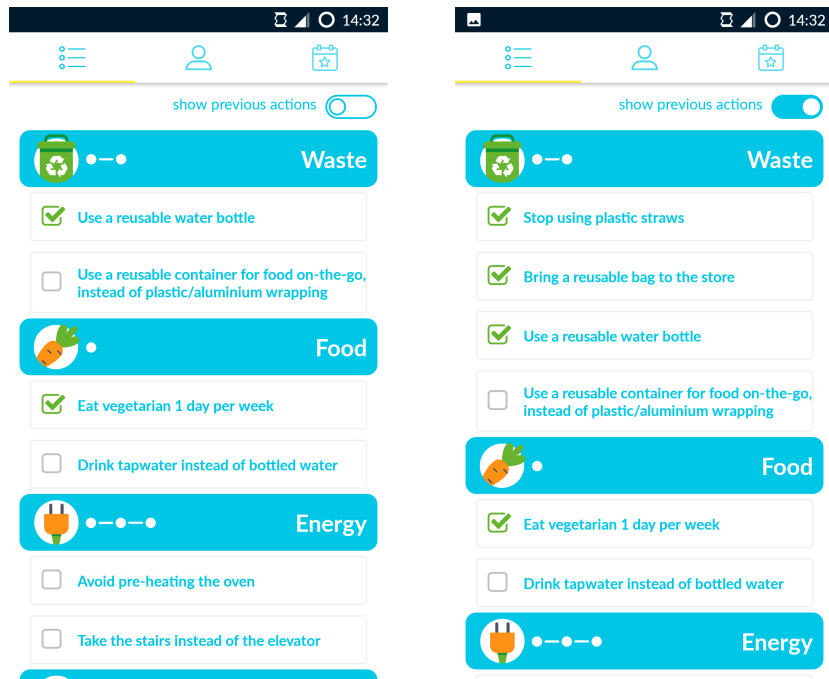 14:32
show previous actions
Waste
Use a reusable water bottle
Use a reusable container for food on-the-go,
instead of plastic/aluminium wrapping
Food
Eat vegetarian 1 day per week
Drink tapwater instead of bottled water
Energy
Avoid pre-heating the oven
Take the stairs instead of the elevator
14:32
show previous actions
Waste
Stop using plastic straws
Bring a reusable bag to the store
Use a reusable water bottle
Use a reusable container for food on-the-go,
instead of plastic/aluminium wrapping
Food
Eat vegetarian 1 day per week
Drink tapwater instead of bottled water
Energy